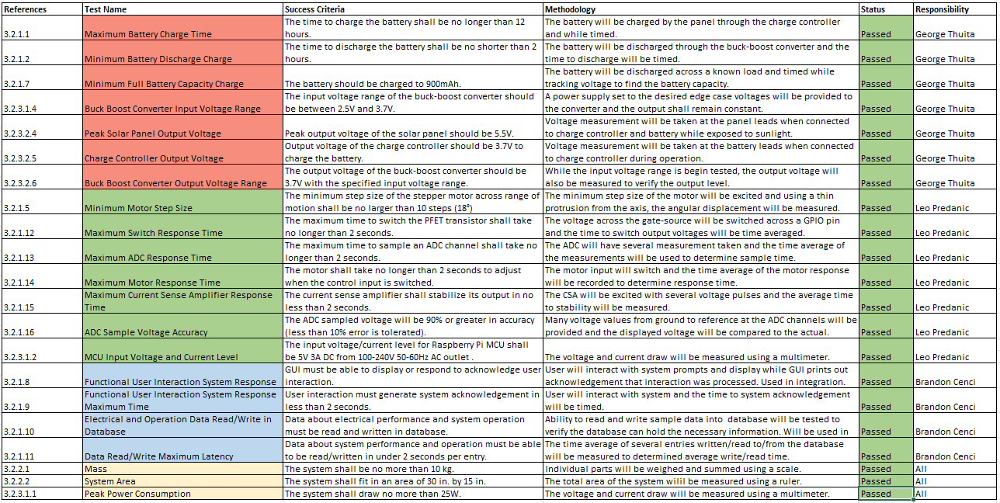 References Test Name Success Criteria Methodology Status Responsibility
3.2.1.1 Maximum Battery Charge Time The time to charge the battery shall be no longer than 12
hours. The battery will be charged by the panel through the charge controller
and while timed. Passed George Thuita
3.2.1.2 Minimum Battery Discharge Charge The time to discharge the battery shall be no shorter than 2
hours. The battery will be discharged through the buck-boost converter and the
time to discharge will be timed. Passed George Thuita
3.2.1.7 Minimum Full Battery Capacity Charge The battery should be charged to 900mAh. The battery will be discharged across a known load and timed while
tracking voltage to find the battery capacity. Passed George Thuita
3.2.3.1.4 Buck Boost Converter Input Voltage Range The input voltage range of the buck-boost converter should
be between 2.5V and 3.7V. A power supply set to the desired edge case voltages will be provided to
the converter and the output shall remain constant. Passed George Thuita
3.2.3.2.4 Peak Solar Panel Output Voltage Peak output voltage of the solar panel should be 5.5V. Voltage measurement will be taken at the panel leads when connected
to charge controller and battery while exposed to sunlight. Passed George Thuita
3.2.3.2.5 Charge Controller Output Voltage Output voltage of the charge controller should be 3.7V to
charge the battery. Voltage measurement will be taken at the battery leads when connected
to charge controller during operation. Passed George Thuita
3.2.3.2.6 Buck Boost Converter Output Voltage Range The output voltage of the buck-boost converter should be
3.7V with the specified input voltage range. While the input voltage range is begin tested, the output voltage will
also be measured to verify the output level. Passed George Thuita
3.2.1.5 Minimum Motor Step Size The minimum step size of the stepper motor across range of
motion shall be no larger than 10 steps (18⁰) The minimum step size of the motor will be excited and using a thin
protrusion from the axis, the angular displacement will be measured. Passed Leo Predanic
3.2.1.12 Maximum Switch Response Time The maximum time to switch the PFET transistor shall take
no longer than 2 seconds. The voltage across the gate-source will be switched across a GPIO pin
and the time to switch output voltages will be time averaged. Passed Leo Predanic
3.2.1.13 Maximum ADC Response Time The maximum time to sample an ADC channel shall take no
longer than 2 seconds. The ADC will have several measurement taken and the time average of
the measurements will be used to determine sample time. Passed Leo Predanic
3.2.1.14 Maximum Motor Response Time The motor shall take no longer than 2 seconds to adjust
when the control input is switched. The motor input will switch and the time average of the motor response
will be recorded to determine response time. Passed Leo Predanic
3.2.1.15 Maximum Current Sense Amplifier Response
Time The current sense amplifier shall stabilize its output in no
less than 2 seconds. The CSA will be excited with several voltage pulses and the average time
to stability will be measured. Passed Leo Predanic
3.2.1.16 ADC Sample Voltage Accuracy The ADC sampled voltage will be 90% or greater in accuracy
(less than 10% error is tolerated). Many voltage values from ground to reference at the ADC channels will be
provided and the displayed voltage will be compared to the actual. Passed Leo Predanic
3.2.3.1.2 MCU Input Voltage and Current Level The input voltage/current level for Raspberry Pi MCU shall
be 5V 3A DC from 100-240V 50-60Hz AC outlet . The voltage and current draw will be measured using a multimeter. Passed Leo Predanic
3.2.1.8 Functional User Interaction System Response GUI must be able to display or respond to acknowledge user
interaction. User will interact with system prompts and display while GUI prints out
acknowledgement that interaction was processed. Used in integration. Passed Brandon Cenci
3.2.1.9 Functional User Interaction System Response
Maximum Time User interaction must generate system acknowledgement in
less than 2 seconds. User will interact with system and the time to system acknowledgement
will be timed. Passed Brandon Cenci
3.2.1.10 Electrical and Operation Data Read/Write in
Database Data about electrical performance and system operation
must be read and written in database. Ability to read and write sample data into database will be tested to
verify the database can hold the necessary information. Will be used in Passed Brandon Cenci
3.2.1.11 Data Read/Write Maximum Latency Data about system performance and operation must be able
to be read/written in under 2 seconds per entry. The time average of several entries written/read to/from the database
will be measured to determined average write/read time. Passed Brandon Cenci
3.2.2.1 Mass The system shall be no more than 10 kg. Individual parts will be weighed and summed using a scale. Passed All
3.2.2.2 System Area The system shall fit in an area of 30 in. by 15 in. The total area of the system wilil be measured using a ruler. Passed All
3.2.3.1.1 Peak Power Consumption The system shall draw no more than 25W. The voltage and current draw will be measured using a multimeter. Passed All